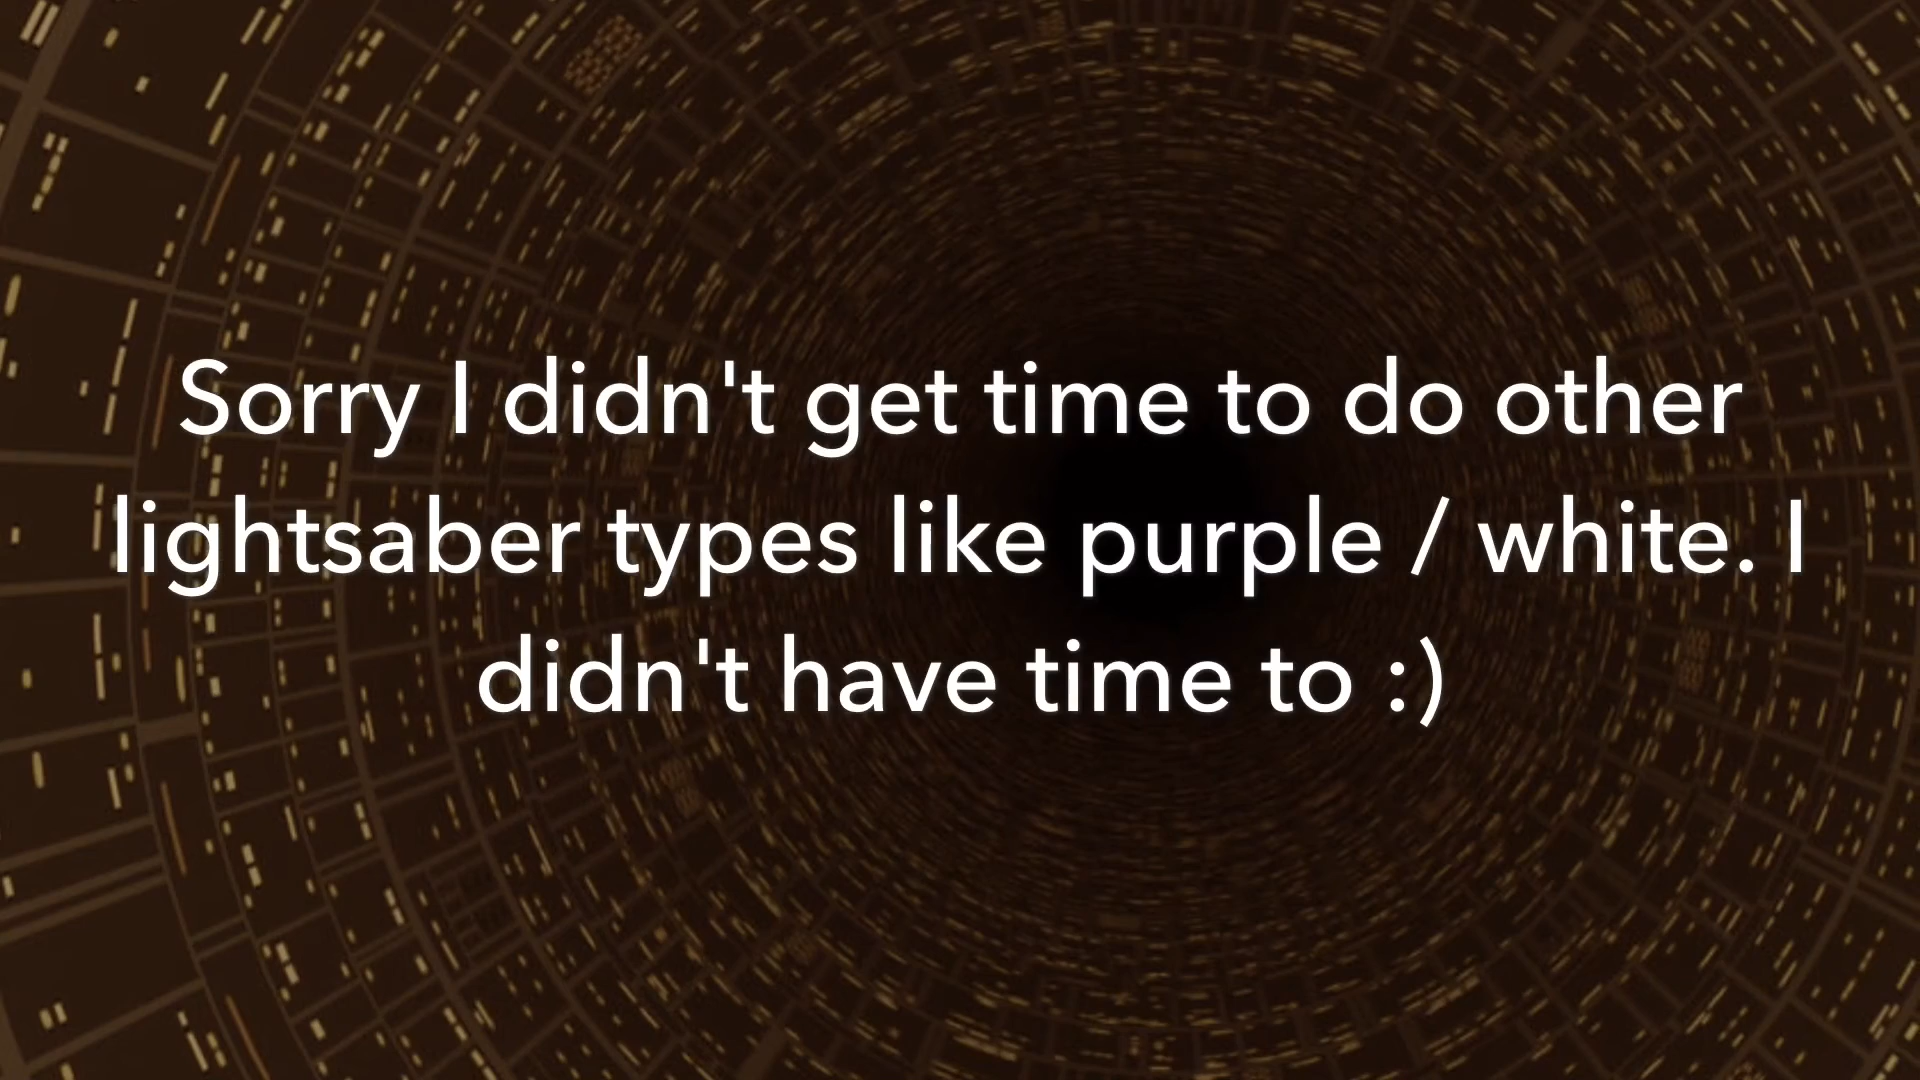 Sorry I didn't get time to do other
lightsaber types like purple / white. I
didn't have time to :)